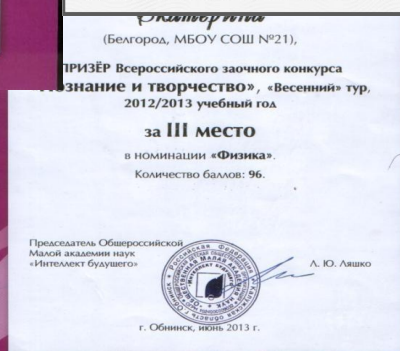 Екатерина
(Белгород, МБОУ СОШ №21),
ПРИЗЁР Всероссийского заочного конкурса
«Познание и творчество», «Весенний» тур,
2012/2013 учебный год
за III место
в номинации «Физика».
Количество баллов: 96.
Председатель Общероссийской
Малой академии наук
«Интеллект будущего»
Л. Ю. Ляшко
г. Обнинск, июнь 2013 г.